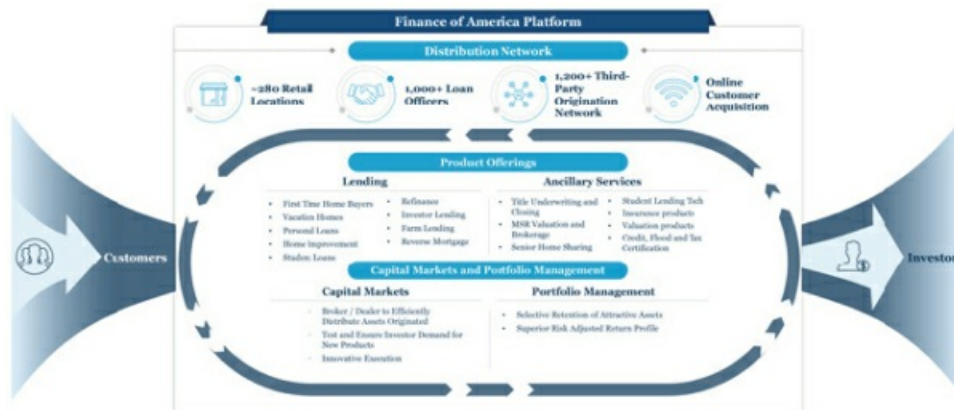 Finance of America Platform
Distribution Network
~280 Retail
Locations
1,000+ Loan
Officers
1,200+ Third-
Party
Origination
Network
Online
Customer
Acquisition
Product Offerings
Lending
• First Time Home Buyers
• Vacation Homes
• Personal Loans
• Home Improvement
• Student Loans
• Refinance
• Investor Lending
• Farm Lending
• Reverse Mortgage
Ancillary Services
• Title Underwriting and
Closing
• MSR Valuation and
Brokerage
• Senior Home Sharing
• Student Lending Tech
• Insurance products
• Valuation products
• Credit, Flood and Tax
Certification
Customers
Investor
Capital Markets and Portfolio Management
Capital Markets
Broker / Dealer to Efficiently
Distribute Assets Originated
Test and Ensure Investor Demand for
New Products
Innovative Execution
Portfolio Management
• Selective Retention of Attractive Assets
• Superior Risk Adjusted Return Profile